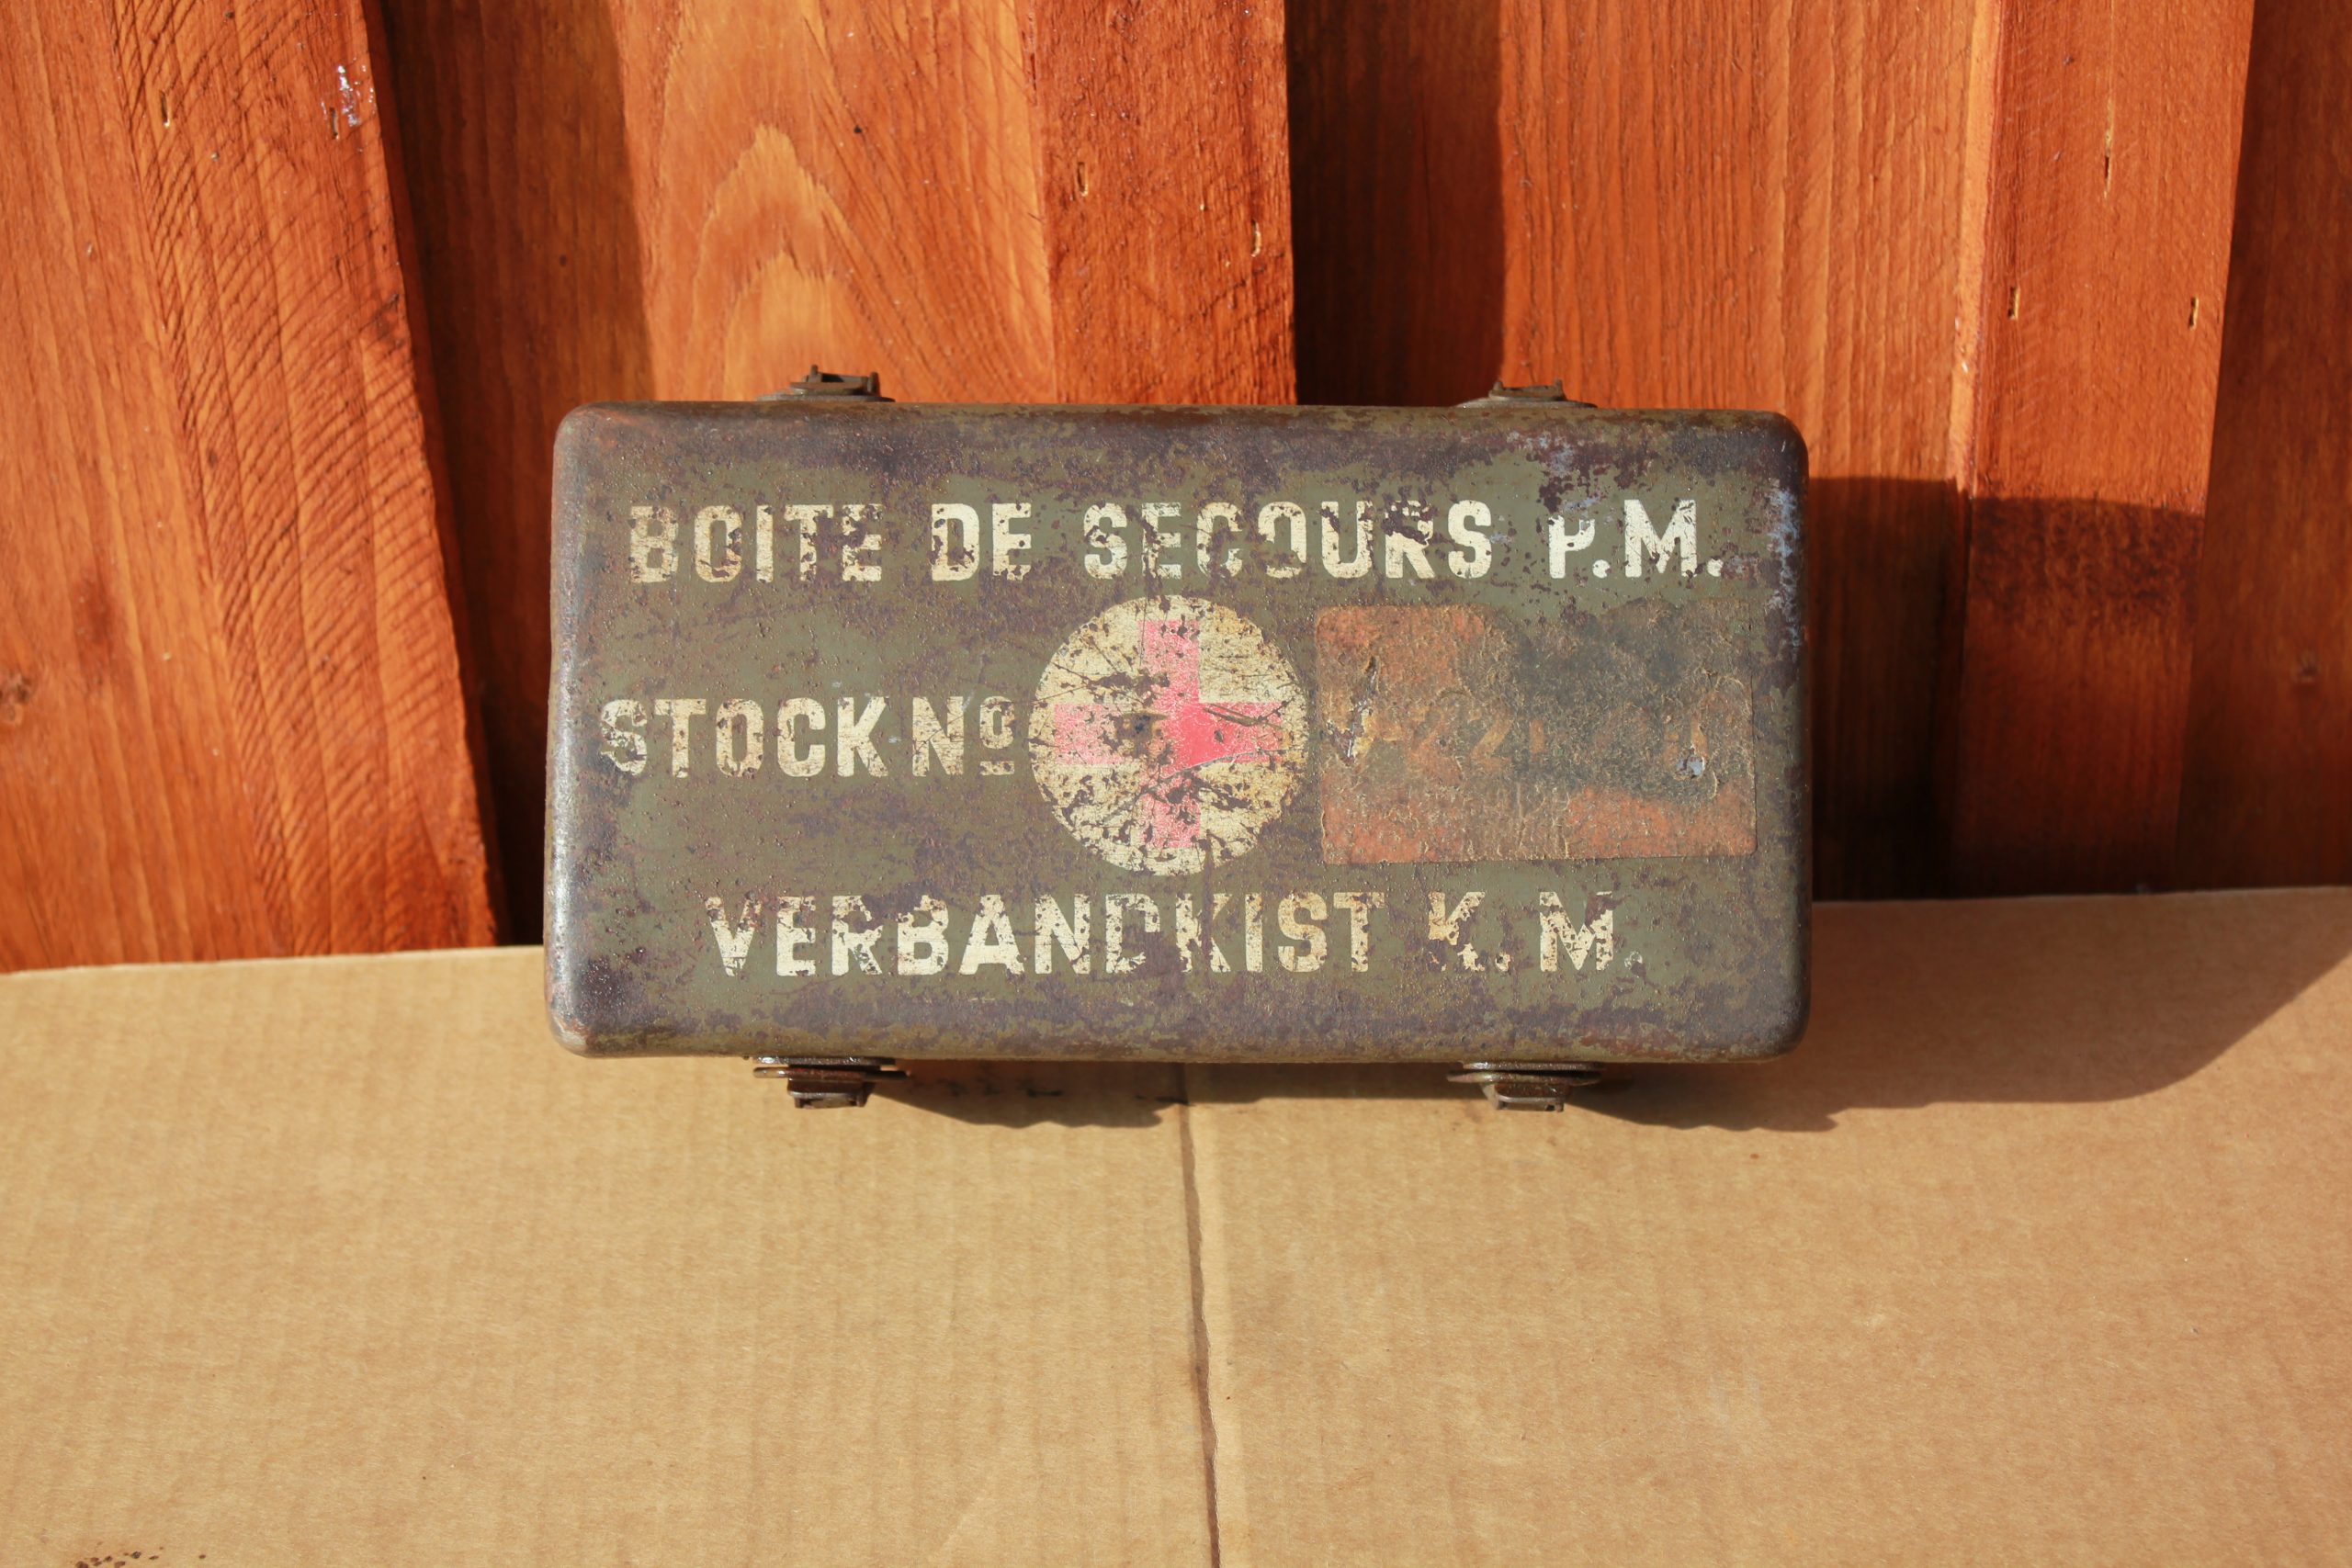 BOITE DE SECOURS P.M.
STOCK Nº
VERBANDKIST K.M.